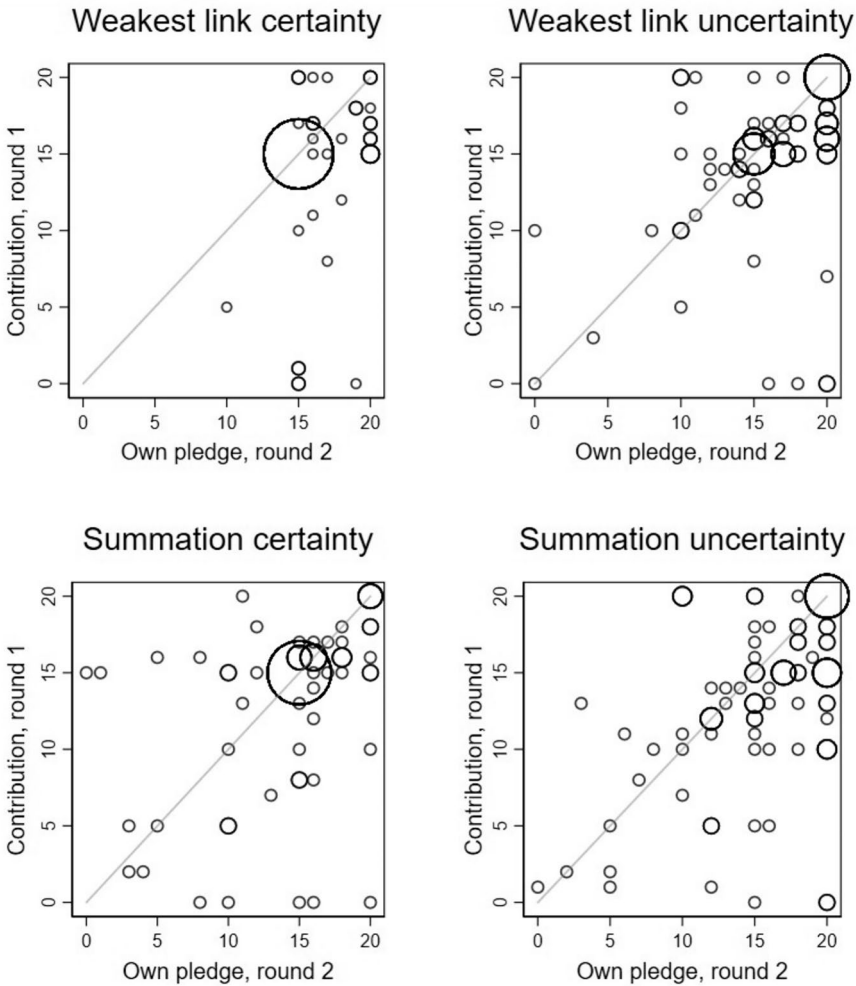 Weakest link certainty
Weakest link uncertainty
Contribution, round 1
0 5 10 15 20
0 5 10 15 20
Own pledge, round 2
Contribution, round 1
0 5 10 15 20
0 5 10 15 20
Own pledge, round 2
Summation certainty
Summation uncertainty
Contribution, round 1
0 5 10 15 20
0 5 10 15 20
Own pledge, round 2
Contribution, round 1
0 5 10 15 20
0 5 10 15 20
Own pledge, round 2